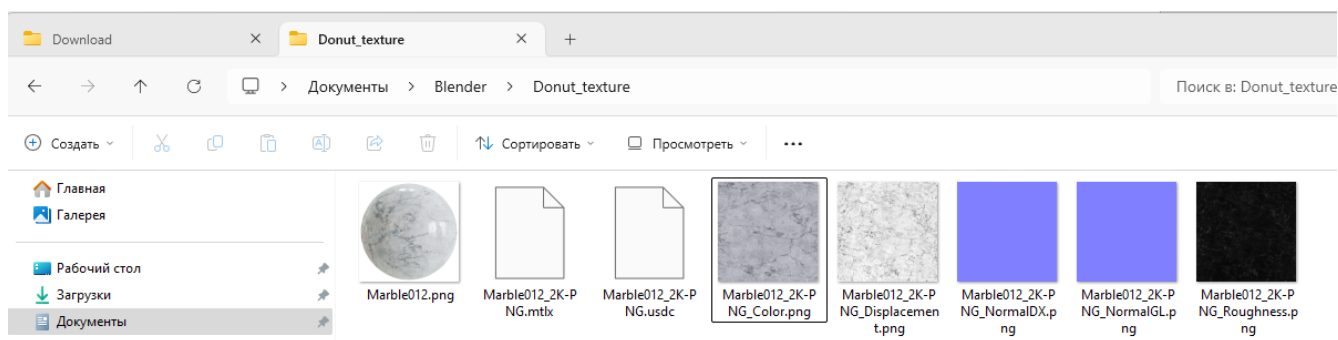 Download
Donut_texture
Документы > Blender > Donut_texture
Поиск в: Donut_texture
Создать
Сортировать
Просмотреть
Главная
Галерея
Рабочий стол
Загрузки
Документы
Marble012.png
Marble012_2K-P
NG.mtlx
Marble012_2K-P
NG.usdc
Marble012_2K-P
NG_Color.png
Marble012_2K-P
NG_Displacemen
t.png
Marble012_2K-P
NG_NormalDX.p
ng
Marble012_2K-P
NG_NormalGL.p
ng
Marble012_2K-P
NG_Roughness.p
ng